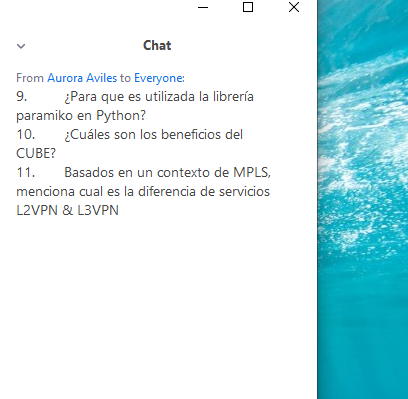 Chat
From Aurora Aviles to Everyone:
9. ¿Para que es utilizada la librería
paramiko en Python?
10. ¿Cuáles son los beneficios del
CUBE?
11. Basados en un contexto de MPLS,
menciona cual es la diferencia de servicios
L2VPN & L3VPN